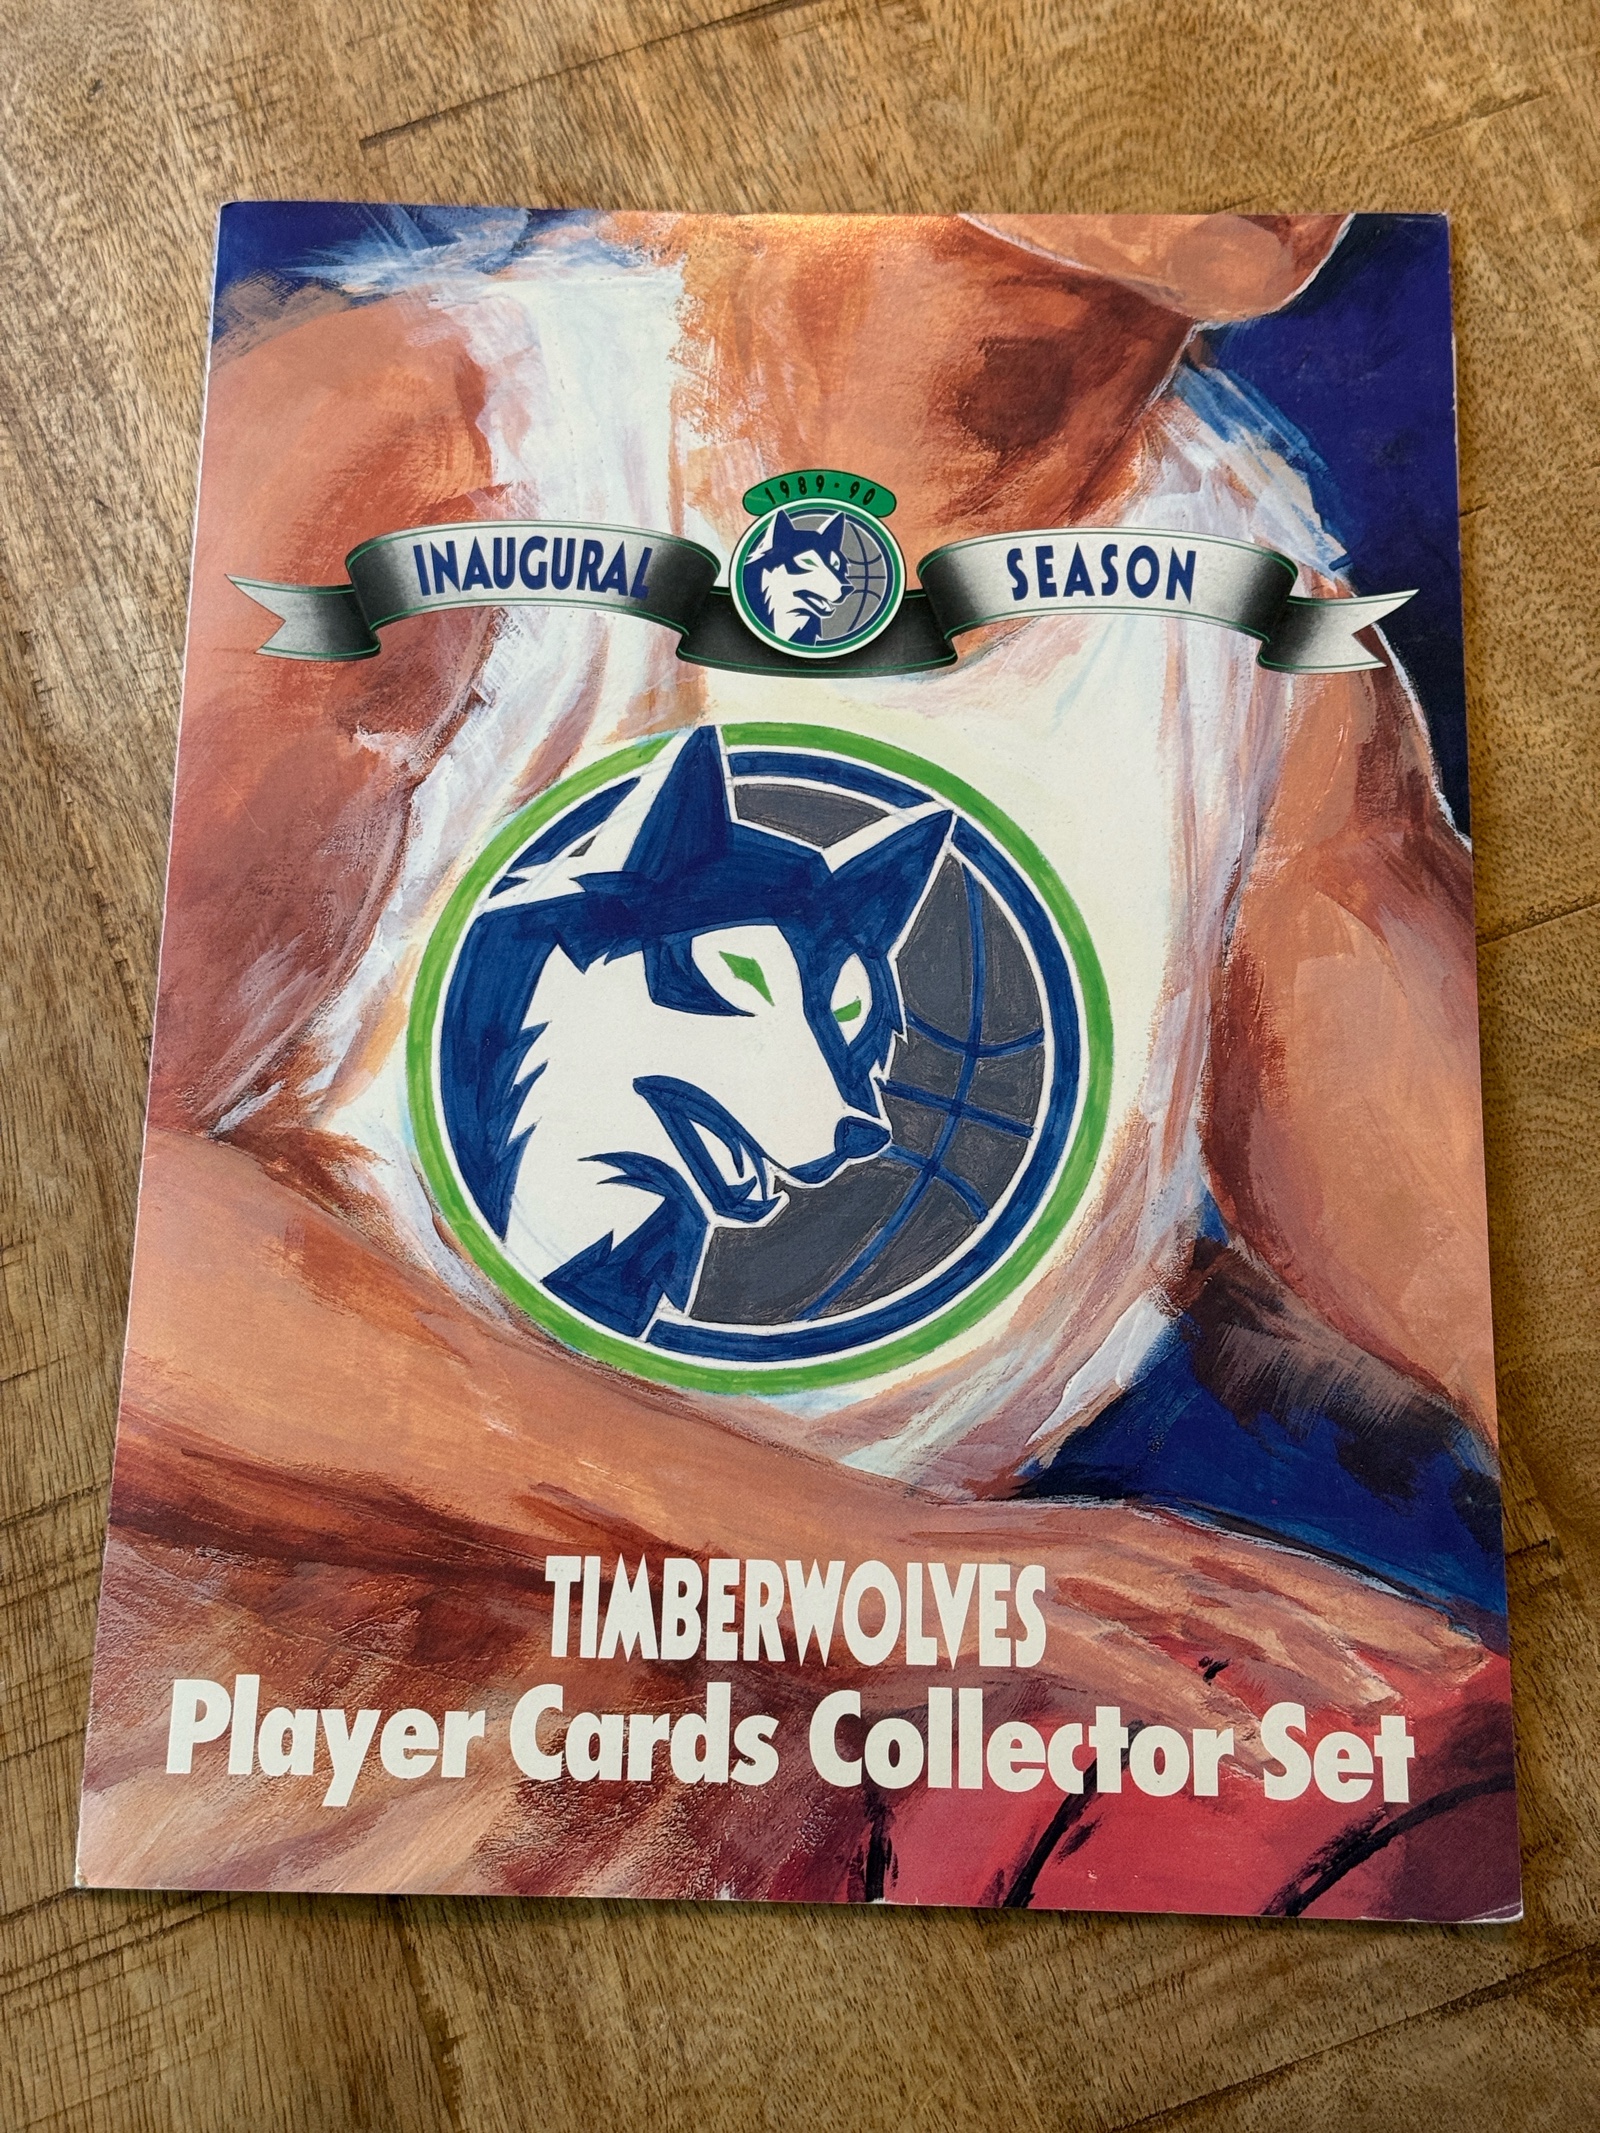 1989-90
INAUGURAL SEASON
TIMBERWOLVES
Player Cards Collector Set